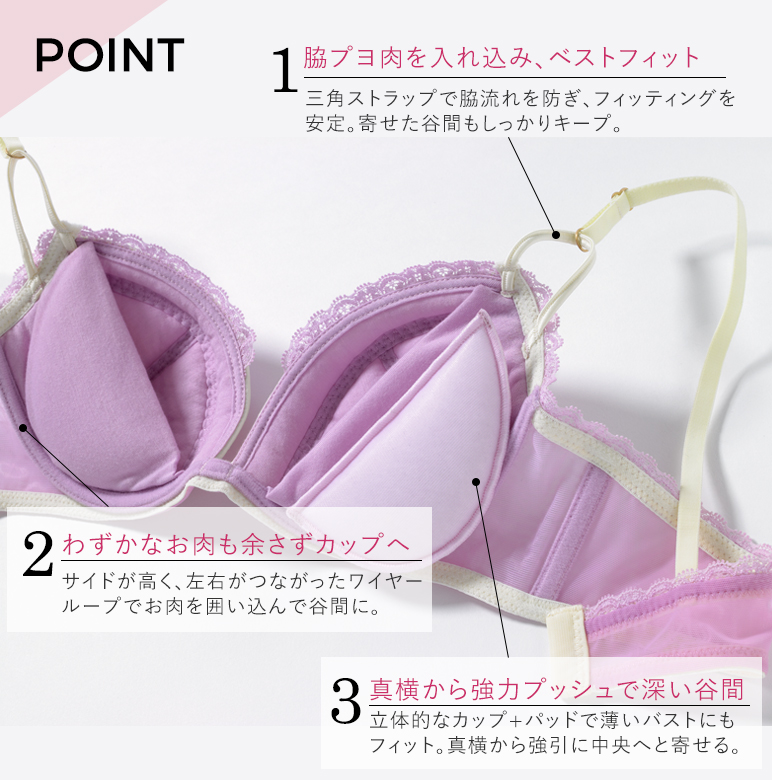 POINT
1
脇プヨ肉を入れ込み、ベストフィット
三角ストラップで脇流れを防ぎ、フィッティングを
安定。寄せた谷間もしっかりキープ。
2
わずかなお肉も余さずカップへ
サイドが高く、左右がつながったワイヤー
ループでお肉を囲い込んで谷間に。
3
真横から強力プッシュで深い谷間
立体的なカップ+パッドで薄いバストにも
フィット。真横から強引に中央へと寄せる。